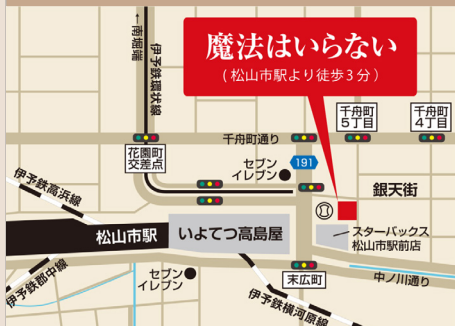 ←南堀端
伊予鉄環状線
魔法はいらない
(松山市駅より徒歩3分)
千舟町
5丁目
千舟町
4丁目
千舟町通り
花園町
交差点
セブン
イレブン
191
伊予鉄高浜線
銀天街
松山市駅
いよてつ高島屋
スターバックス
松山市駅前店
セブン
イレブン
末広町
中ノ川通り
伊予鉄郡中線
伊予鉄横河原線